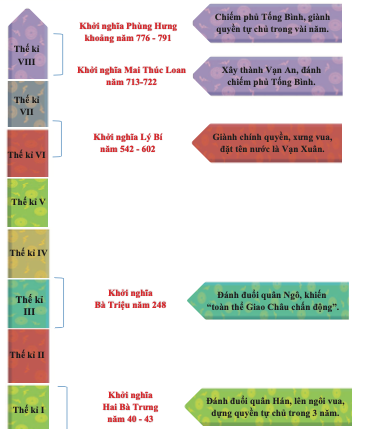 Thế kỉ
VIII
Khởi nghĩa Phùng Hưng
khoảng năm 776 - 791
Chiếm phủ Tống Bình, giành
quyền tự chủ trong vài năm.
Khởi nghĩa Mai Thúc Loan
năm 713-722
Xây thành Vạn An, đánh
chiếm phủ Tống Bình.
Thế kỉ
VII
Thế kỉ VI
Khởi nghĩa Lý Bí
năm 542 - 602
Giành chính quyền, xưng vua,
đặt tên nước là Vạn Xuân.
Thế kỉ V
Thế kỉ IV
Thế kỉ
III
Khởi nghĩa
Bà Triệu năm 248
Đánh đuổi quân Ngô, khiến
“toàn thể Giao Châu chấn động”.
Thế kỉ II
Thế kỉ I
Khởi nghĩa
Hai Bà Trưng
năm 40 - 43
Đánh đuổi quân Hán, lên ngôi vua,
dựng quyền tự chủ trong 3 năm.